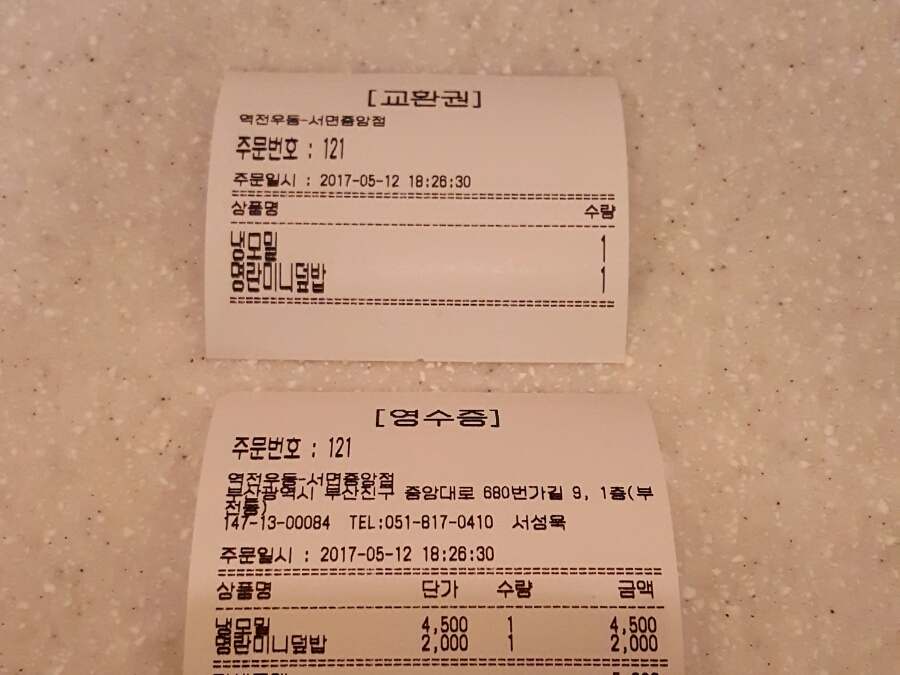 [교환권]
역전우동-서면중앙점
주문번호 : 121
주문일시 : 2017-05-12 18:26:30
상품명 수량
냉모밀 1
명란미니덮밥 1
[영수증]
주문번호 : 121
역전우동-서면중앙점
부산광역시 부산진구 중앙대로 680번가길 9, 1층(부
전동)
147-13-00084 TEL:051-817-0410 서성욱
주문일시 : 2017-05-12 18:26:30
상품명 단가 수량 금액
냉모밀 4,500 1 4,500
명란미니덮밥 2,000 1 2,000